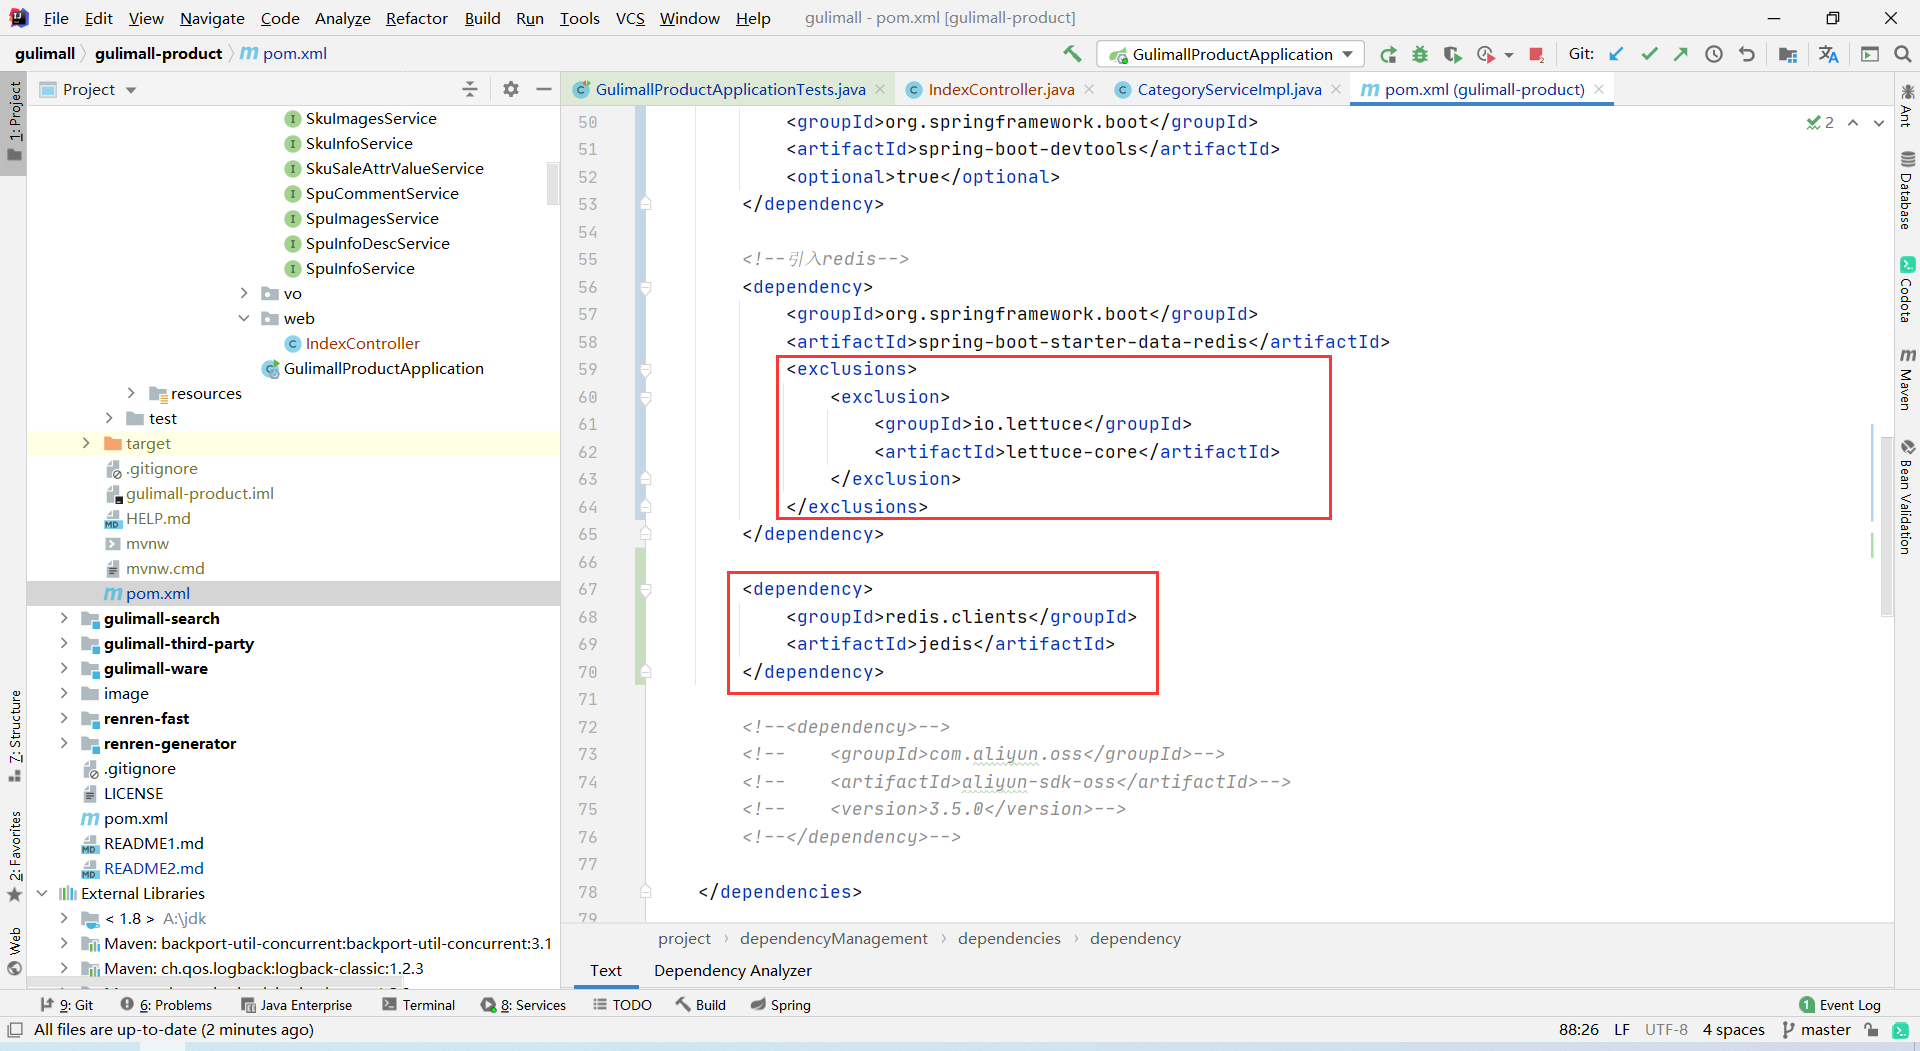 File Edit View Navigate Code Analyze Refactor Build Run Tools VCS Window Help gulimall - pom.xml [gulimall-product]
gulimall gulimall-product pom.xml GulimallProductApplication Git:
Project
GulimallProductApplicationTests.java IndexController.java CategoryServiceImpl.java pom.xml (gulimall-product)
1: Project
7: Structure
2: Favorites
Web
SkuImagesService
SkuInfoService
SkuSaleAttrValueService
SpuCommentService
SpuImagesService
SpuInfoDescService
SpuInfoService
vo
web
IndexController
GulimallProductApplication
resources
test
target
.gitignore
gulimall-product.iml
HELP.md
mvnw
mvnw.cmd
pom.xml
gulimall-search
gulimall-third-party
gulimall-ware
image
renren-fast
renren-generator
.gitignore
LICENSE
pom.xml
README1.md
README2.md
External Libraries
< 1.8 > A:\jdk
Maven: backport-util-concurrent:backport-util-concurrent:3.1
Maven: ch.qos.logback:logback-classic:1.2.3
50 <groupId>org.springframework.boot</groupId>
51 <artifactId>spring-boot-devtools</artifactId>
52 <optional>true</optional>
53 </dependency>
54
55 <!--引入redis-->
56 <dependency>
57 <groupId>org.springframework.boot</groupId>
58 <artifactId>spring-boot-starter-data-redis</artifactId>
59 <exclusions>
60 <exclusion>
61 <groupId>io.lettuce</groupId>
62 <artifactId>lettuce-core</artifactId>
63 </exclusion>
64 </exclusions>
65 </dependency>
66
67 <dependency>
68 <groupId>redis.clients</groupId>
69 <artifactId>jedis</artifactId>
70 </dependency>
71
72 <!--<dependency>-->
73 <!-- <groupId>com.aliyun.oss</groupId>-->
74 <!-- <artifactId>aliyun-sdk-oss</artifactId>-->
75 <!-- <version>3.5.0</version>-->
76 <!--</dependency>-->
77
78 </dependencies>
79
2
Ant
Database
Codota
Maven
Bean Validation
project dependencyManagement dependencies dependency
Text Dependency Analyzer
9: Git 6: Problems Java Enterprise Terminal 8: Services TODO Build Spring 1 Event Log
All files are up-to-date (2 minutes ago) 88:26 LF UTF-8 4 spaces master